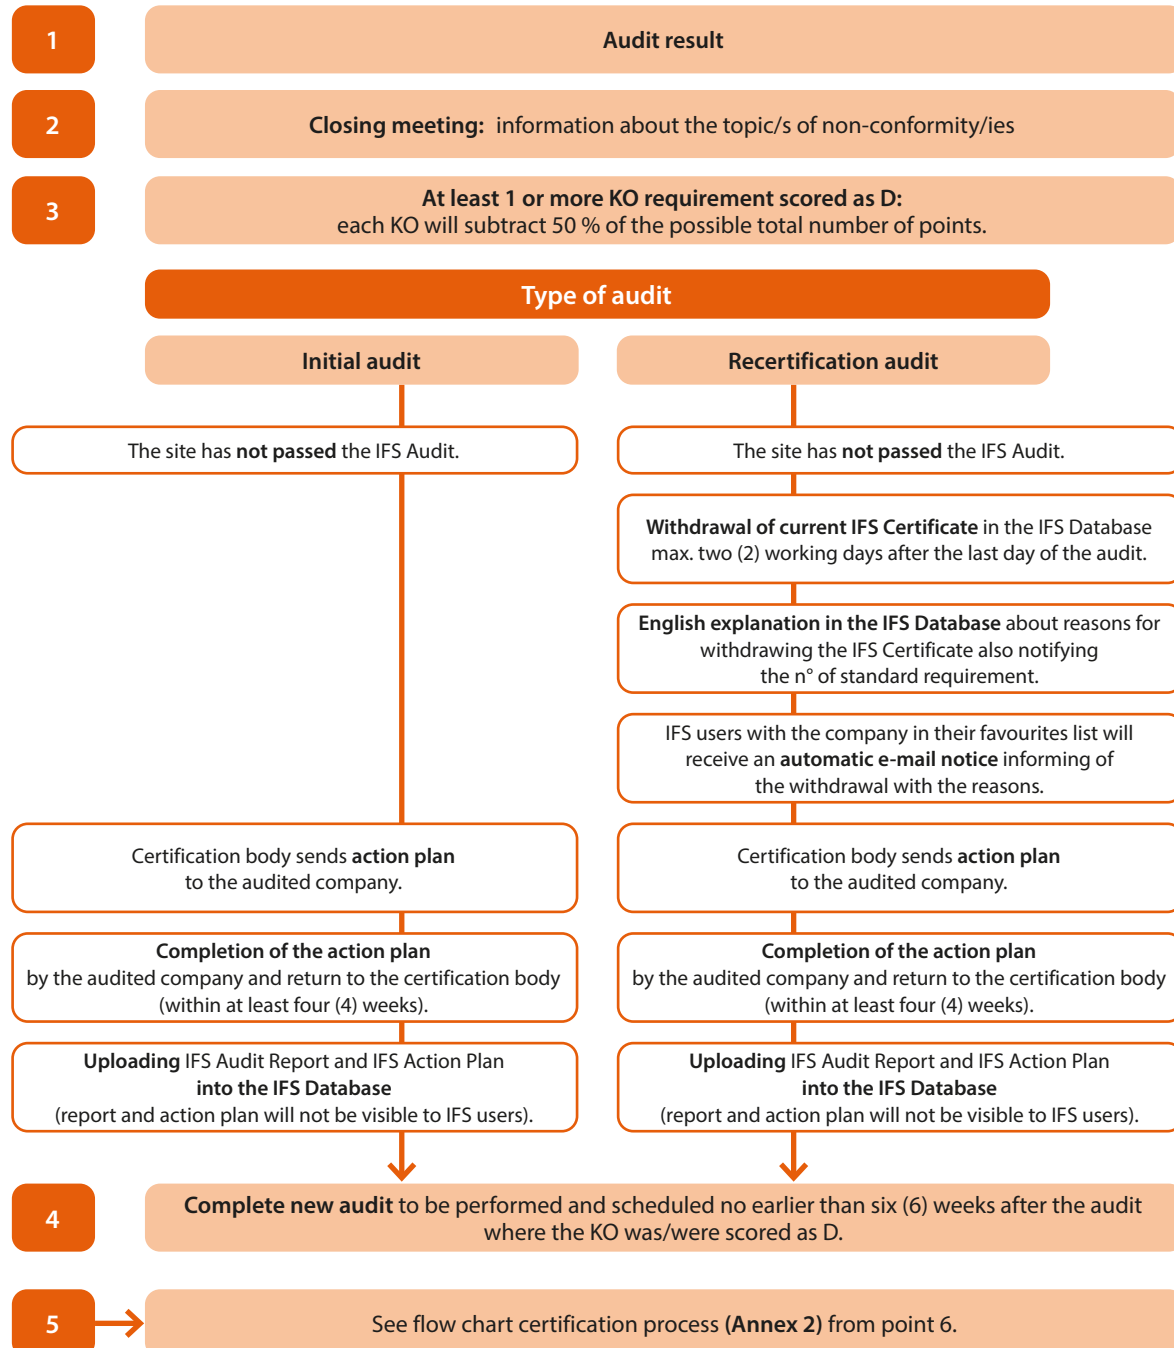 1
Audit result
2
Closing meeting: information about the topic/s of non-conformity/ies
3
At least 1 or more KO requirement scored as D:
each KO will subtract 50 % of the possible total number of points.
Type of audit
Initial audit
The site has not passed the IFS Audit.
Certification body sends action plan
to the audited company.
Completion of the action plan
by the audited company and return to the certification body
(within at least four (4) weeks).
Uploading IFS Audit Report and IFS Action Plan
into the IFS Database
(report and action plan will not be visible to IFS users).
Recertification audit
The site has not passed the IFS Audit.
Withdrawal of current IFS Certificate in the IFS Database
max. two (2) working days after the last day of the audit.
English explanation in the IFS Database about reasons for
withdrawing the IFS Certificate also notifying
the n° of standard requirement.
IFS users with the company in their favourites list will
receive an automatic e-mail notice informing of
the withdrawal with the reasons.
Certification body sends action plan
to the audited company.
Completion of the action plan
by the audited company and return to the certification body
(within at least four (4) weeks).
Uploading IFS Audit Report and IFS Action Plan
into the IFS Database
(report and action plan will not be visible to IFS users).
4
Complete new audit to be performed and scheduled no earlier than six (6) weeks after the audit
where the KO was/were scored as D.
5
See flow chart certification process (Annex 2) from point 6.